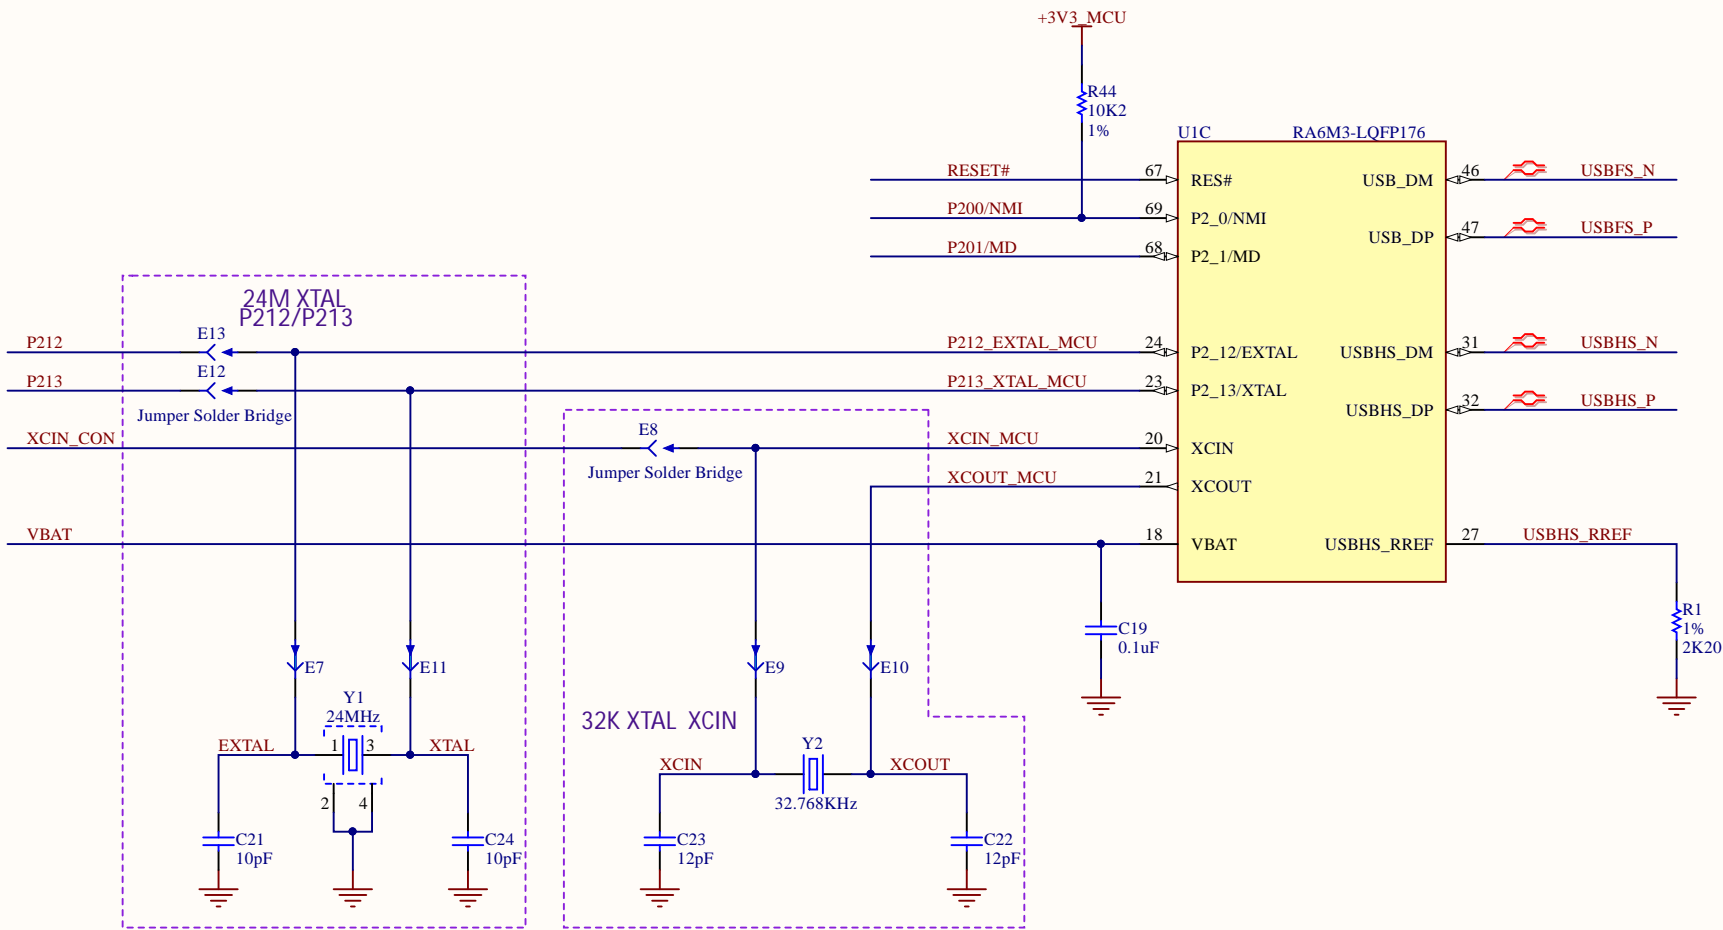 +3V3_MCU
R44
10K2
1%
U1C
RA6M3-LQFP176
RESET#
67
RES#
USB_DM
46
USBFS_N
P200/NMI
69
P2_0/NMI
USB_DP
47
USBFS_P
P201/MD
68
P2_1/MD
24M XTAL
P212/P213
P212
E13
P212_EXTAL_MCU
24
P2_12/EXTAL
USBHS_DM
31
USBHS_N
P213
E12
P213_XTAL_MCU
23
P2_13/XTAL
USBHS_DP
32
USBHS_P
Jumper Solder Bridge
XCIN_CON
E8
XCIN_MCU
20
XCIN
Jumper Solder Bridge
XCOUT_MCU
21
XCOUT
VBAT
18
VBAT
USBHS_RREF
27
USBHS_RREF
C19
0.1uF
R1
1%
2K20
E7
E11
E9
E10
Y1
24MHz
32K XTAL  XCIN
EXTAL
1
3
XTAL
2
4
Y2
XCIN
XCOUT
32.768KHz
C21
10pF
C24
10pF
C23
12pF
C22
12pF